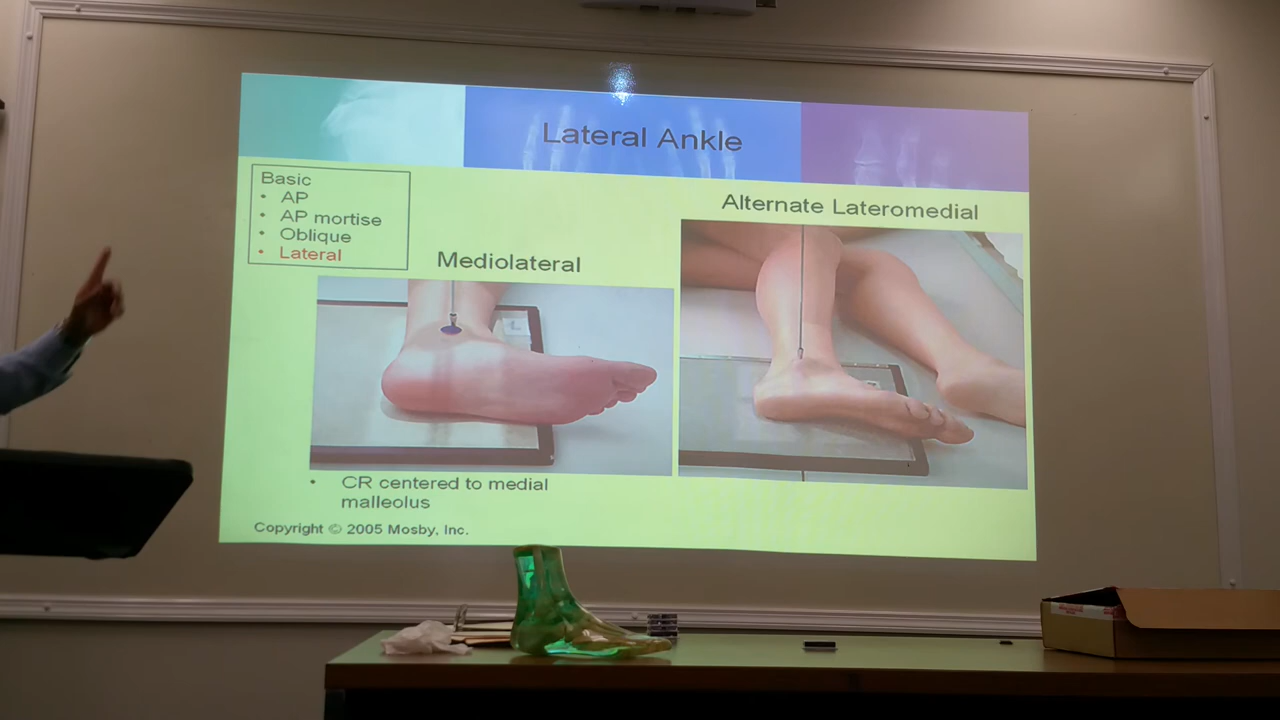 Lateral Ankle
Basic
• AP
• AP mortise
• Oblique
• Lateral
Mediolateral
Alternate Lateromedial
• CR centered to medial
malleolus
Copyright © 2005 Mosby, Inc.